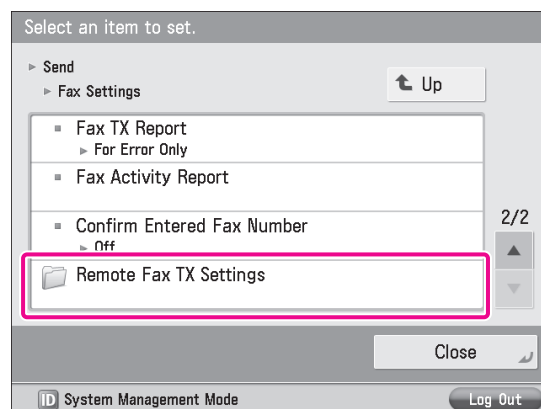 Select an item to set.
Send
Fax Settings
Up
Fax TX Report
For Error Only
Fax Activity Report
Confirm Entered Fax Number
Off
2/2
Remote Fax TX Settings
Close
ID System Management Mode
Log Out